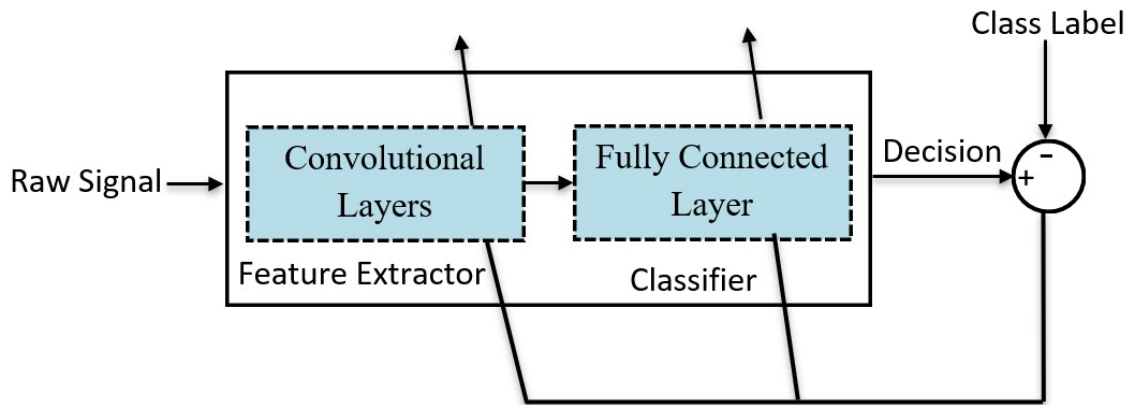 Class Label
Convolutional
Layers
Fully Connected
Layer
Decision
-
+
Raw Signal
Feature Extractor
Classifier